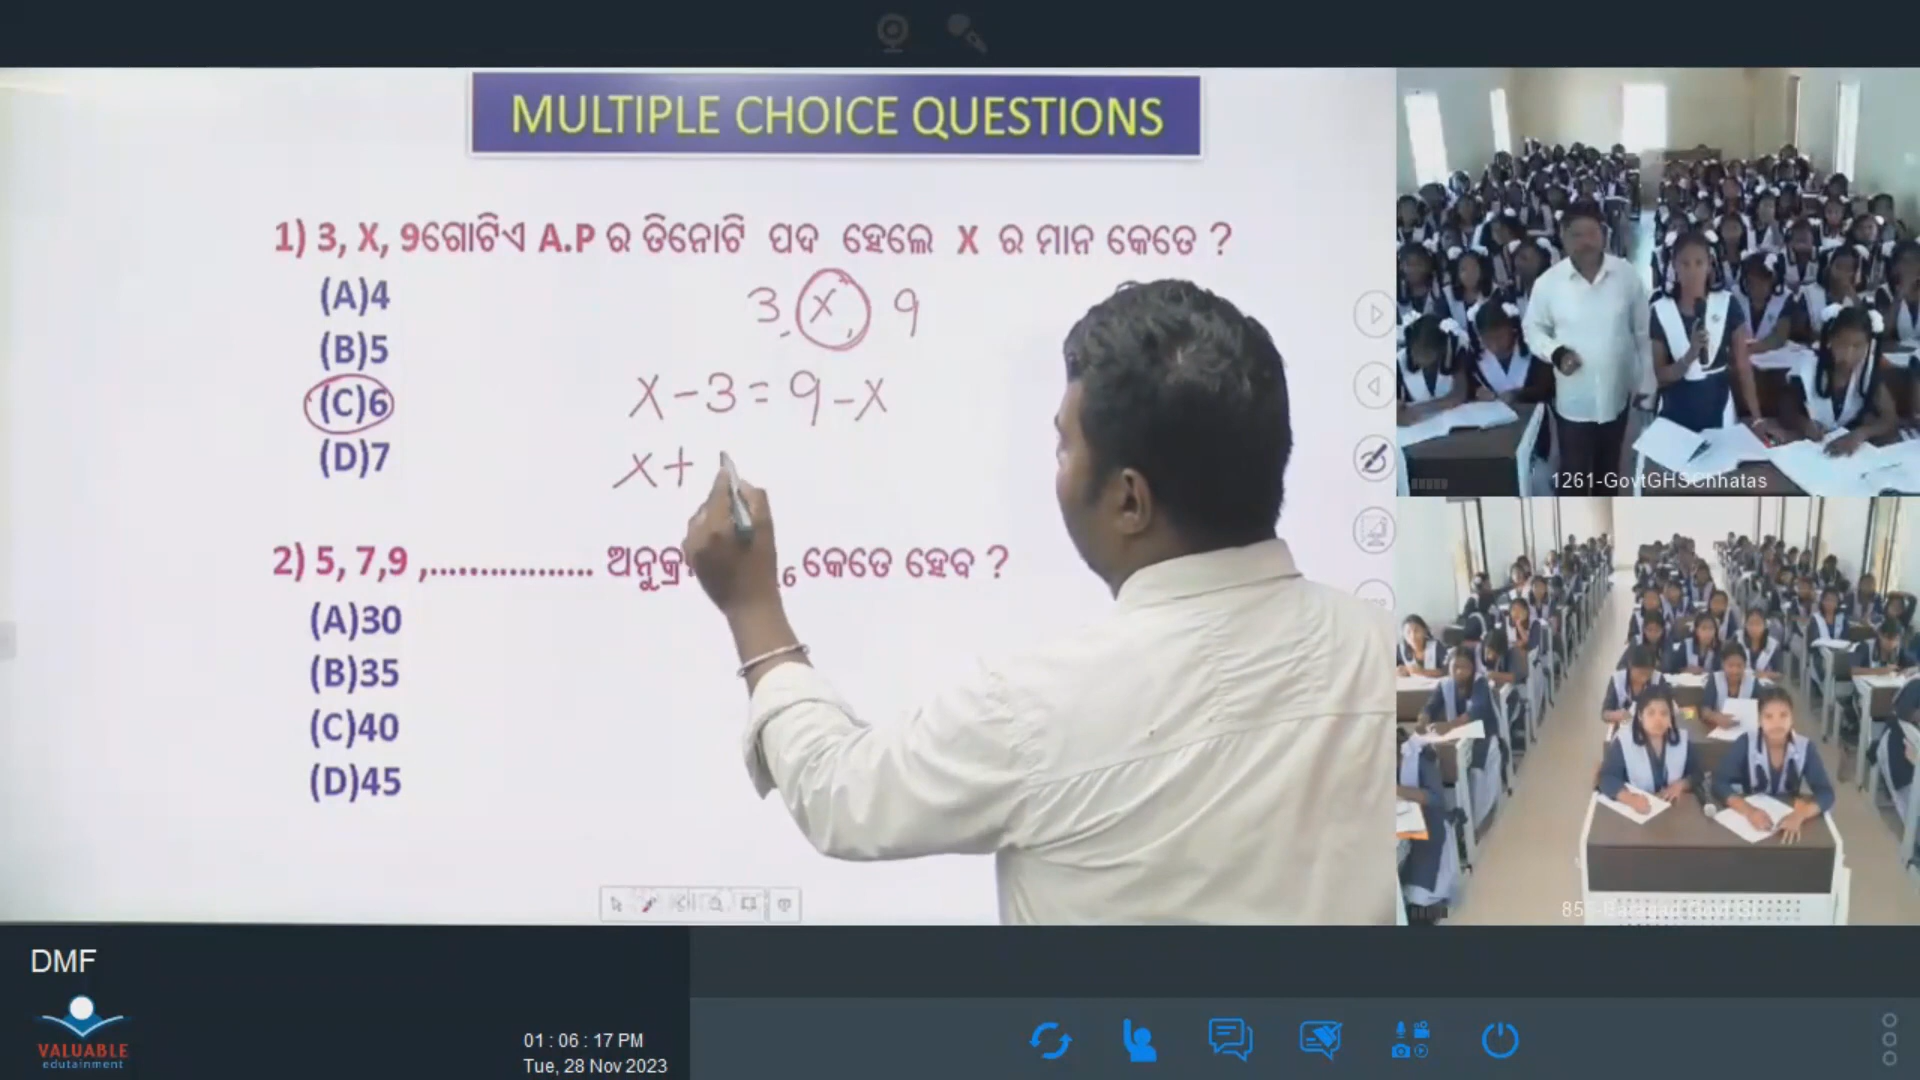 MULTIPLE CHOICE QUESTIONS
1) 3, X, 9ଗୋଟିଏ A.P ର ତିନୋଟି ପଦ ହେଲେ X ର ମାନ କେତେ ?
(A)4
(B)5
(C)6
(D)7
3, x, 9
x-3=9-x
x+
2) 5, 7,9 ,................. 6 କେତେ ହେବ ?
(A)30
(B)35
(C)40
(D)45
1261-GovtGHSChhatas
DMF
VALUABLE
edutainment
01 : 06 : 17 PM
Tue, 28 Nov 2023